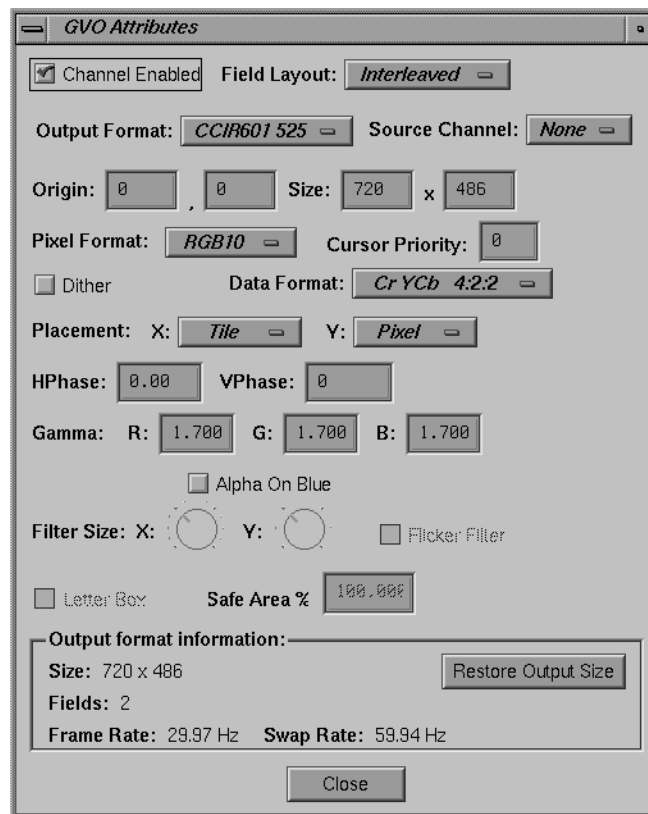 GVO Attributes
Channel Enabled Field Layout: Interleaved
Output Format: CCIR601 525 Source Channel: None
Origin: 0 , 0 Size: 720 x 486
Pixel Format: RGB10 Cursor Priority: 0
Dither Data Format: Cr YCb 4:2:2
Placement: X: Tile Y: Pixel
HPhase: 0.00 VPhase: 0
Gamma: R: 1.700 G: 1.700 B: 1.700
Alpha On Blue
Filter Size: X: Y: Flicker Filter
Letter Box Safe Area % 100.000
Output format information:
Size: 720 x 486 Restore Output Size
Fields: 2
Frame Rate: 29.97 Hz Swap Rate: 59.94 Hz
Close